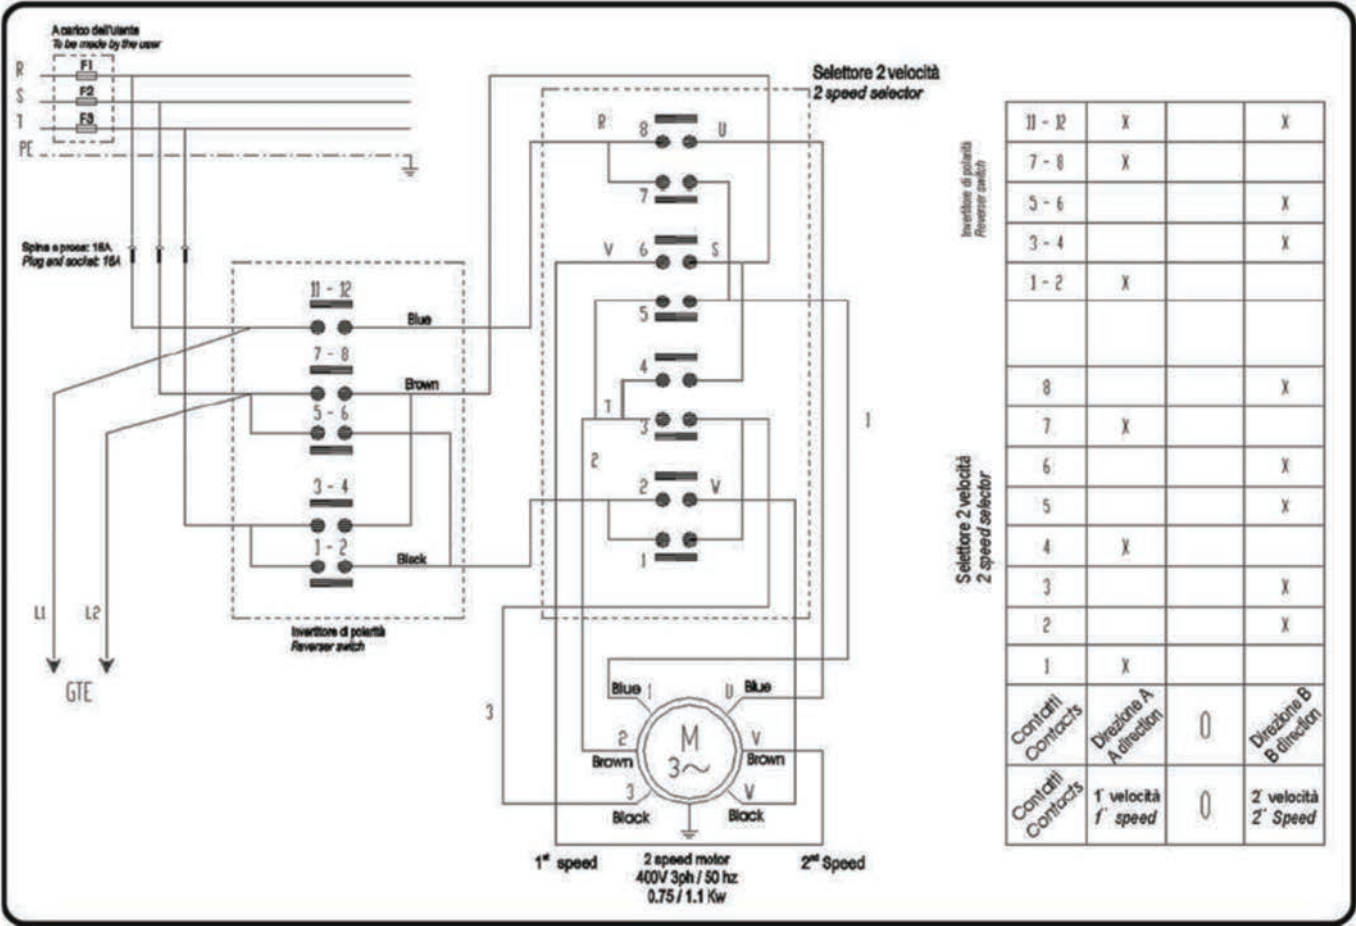 A carico dell'utente
To be made by the user
F1
R
F2
S
F3
T
PE
Spina e presa: 16A
Plug and socket: 16A
11 - 12
Blue
7 - 8
Brown
5 - 6
3 - 4
1 - 2
Black
Invertitore di polarità
Reverser switch
L1
L2
GTE
Selettore 2 velocità
2 speed selector
R
8
U
7
V
6
S
5
4
T
3
2
2
V
1
1
3
Blue
1
U
Blue
M
3~
2
Brown
V
Brown
3
Black
V
Black
1st speed
2 speed motor
400V 3ph / 50 hz
0.75 / 1.1 Kw
2nd Speed
Invertitore di polarità
Reverser switch
11 - 12 X X
7 - 8 X
5 - 6 X
3 - 4 X
1 - 2 X
Selettore 2 velocità
2 speed selector
8 X
7 X
6 X
5 X
4 X
3 X
2 X
1 X
Contatti
Contacts
Direzione A
A direction
0
Direzione B
B direction
Contatti
Contacts
1° velocità
1° speed
0
2° velocità
2° Speed